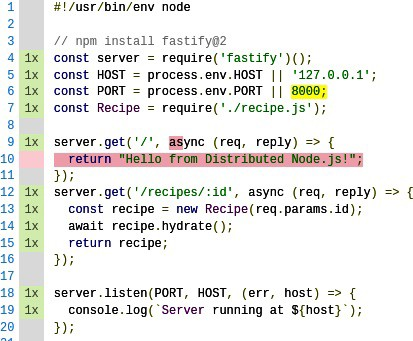 1 #!/usr/bin/env node
2
3 // npm install fastify@2
4 1x const server = require('fastify')();
5 1x const HOST = process.env.HOST || '127.0.0.1';
6 1x const PORT = process.env.PORT || 8000;
7 1x const Recipe = require('./recipe.js');
8
9 1x server.get('/', async (req, reply) => {
10 return "Hello from Distributed Node.js!";
11 });
12 1x server.get('/recipes/:id', async (req, reply) => {
13 1x const recipe = new Recipe(req.params.id);
14 1x await recipe.hydrate();
15 1x return recipe;
16 });
17
18 1x server.listen(PORT, HOST, (err, host) => {
19 1x console.log(`Server running at ${host}`);
20 });